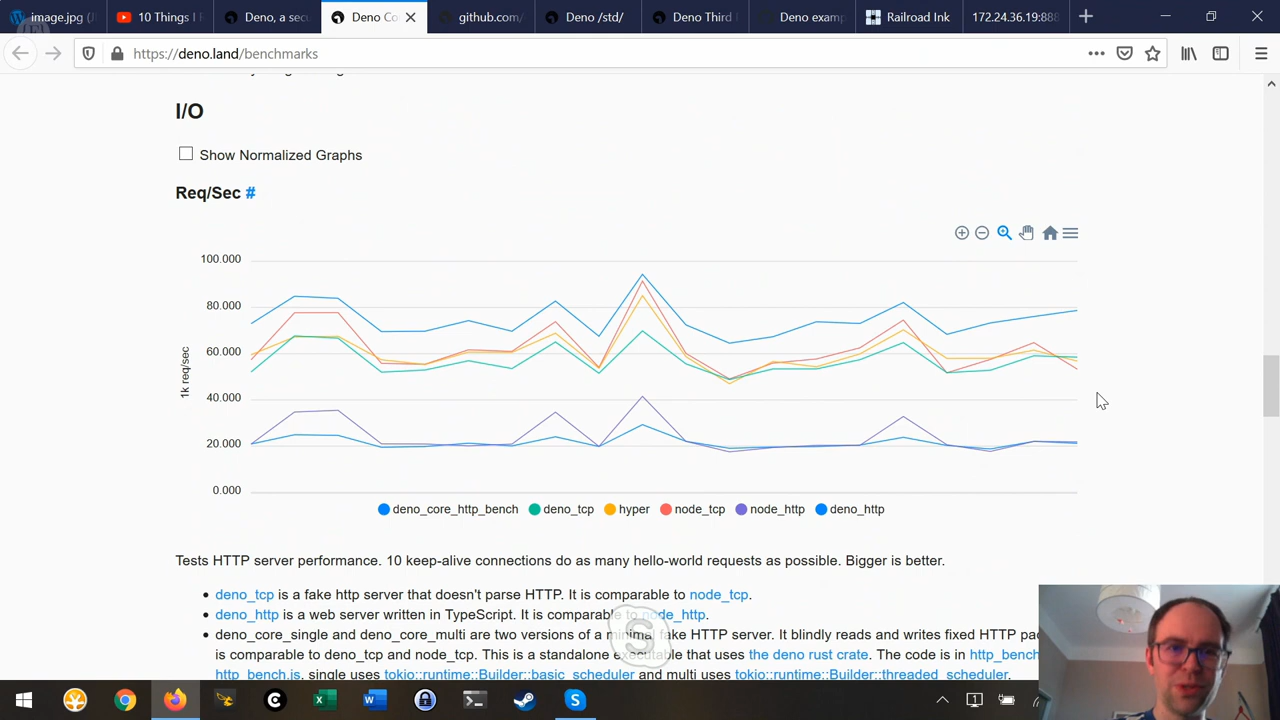 image.jpg (J
10 Things I R
Deno, a secu
Deno Co
github.com/
Deno /std/
Deno Third
Deno examp
Railroad Ink
172.24.36.19:888
https://deno.land/benchmarks
I/O
Show Normalized Graphs
Req/Sec #
100.000
80.000
60.000
40.000
20.000
0.000
1k req/sec
deno_core_http_bench deno_tcp hyper node_tcp node_http deno_http
Tests HTTP server performance. 10 keep-alive connections do as many hello-world requests as possible. Bigger is better.
deno_tcp is a fake http server that doesn't parse HTTP. It is comparable to node_tcp.
deno_http is a web server written in TypeScript. It is comparable to node_http.
deno_core_single and deno_core_multi are two versions of a minimal fake HTTP server. It blindly reads and writes fixed HTTP pac
is comparable to deno_tcp and node_tcp. This is a standalone executable that uses the deno rust crate. The code is in http_bench
http_bench.js. single uses tokio::runtime::Builder::basic_scheduler and multi uses tokio::runtime::Builder::threaded_scheduler.